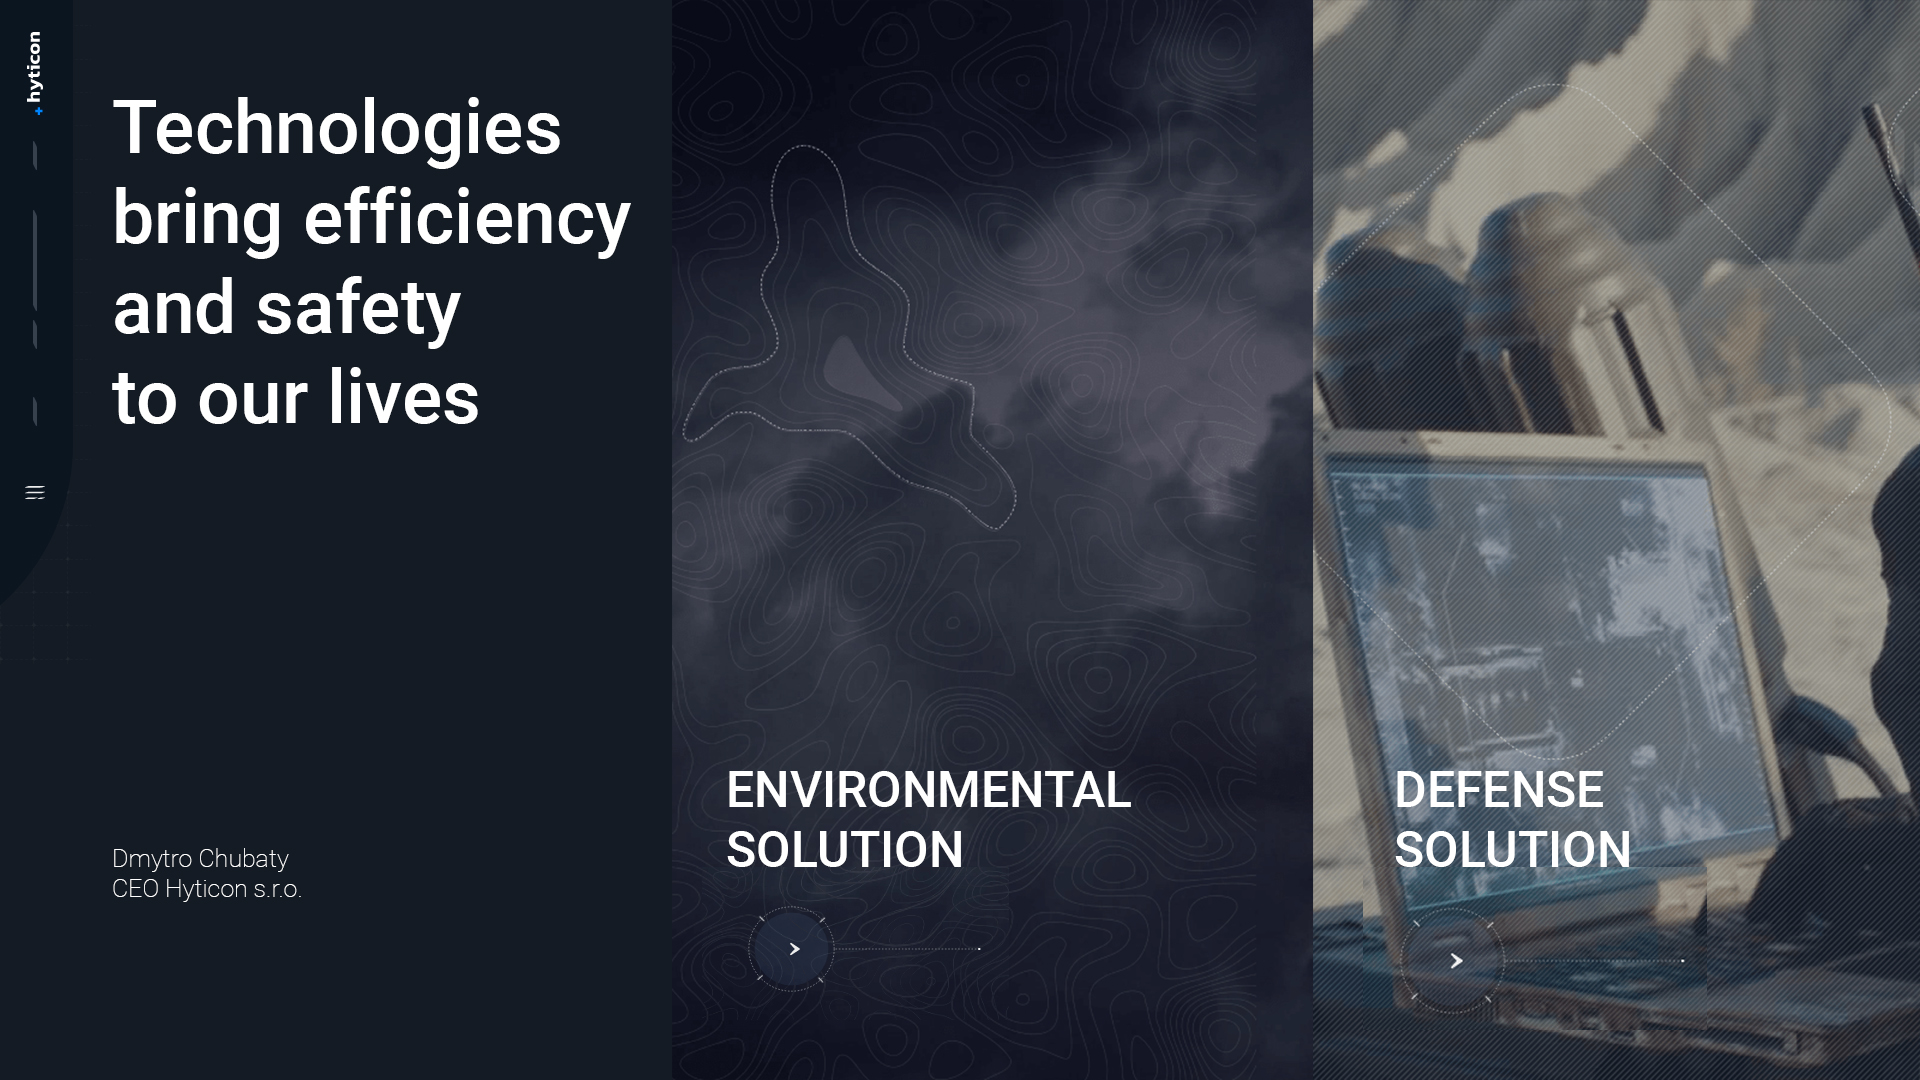 hyticon
Technologies
bring efficiency
and safety
to our lives
Dmytro Chubaty
CEO Hyticon s.r.o.
ENVIRONMENTAL
SOLUTION
DEFENSE
SOLUTION